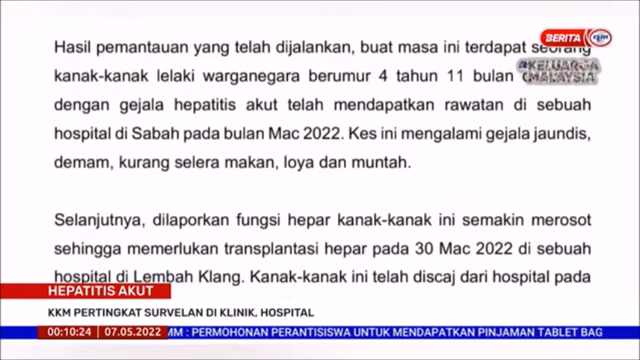 BERITA
Hasil pemantauan yang telah dijalankan, buat masa ini terdapat seorang
#KELUARGA
kanak-kanak lelaki warganegara berumur 4 tahun 11 bulan
MALAYSIA
dengan gejala hepatitis akut telah mendapatkan rawatan di sebuah
hospital di Sabah pada bulan Mac 2022. Kes ini mengalami gejala jaundis,
demam, kurang selera makan, loya dan muntah.
Selanjutnya, dilaporkan fungsi hepar kanak-kanak ini semakin merosot
sehingga memerlukan transplantasi hepar pada 30 Mac 2022 di sebuah
hospital di Lembah Klang. Kanak-kanak ini telah discaj dari hospital pada
HEPATITIS AKUT
KKM PERTINGKAT SURVELAN DI KLINIK, HOSPITAL
00:10:24 07.05.2022 MM : PERMOHONAN PERANTISISWA UNTUK MENDAPATKAN PINJAMAN TABLET BAG